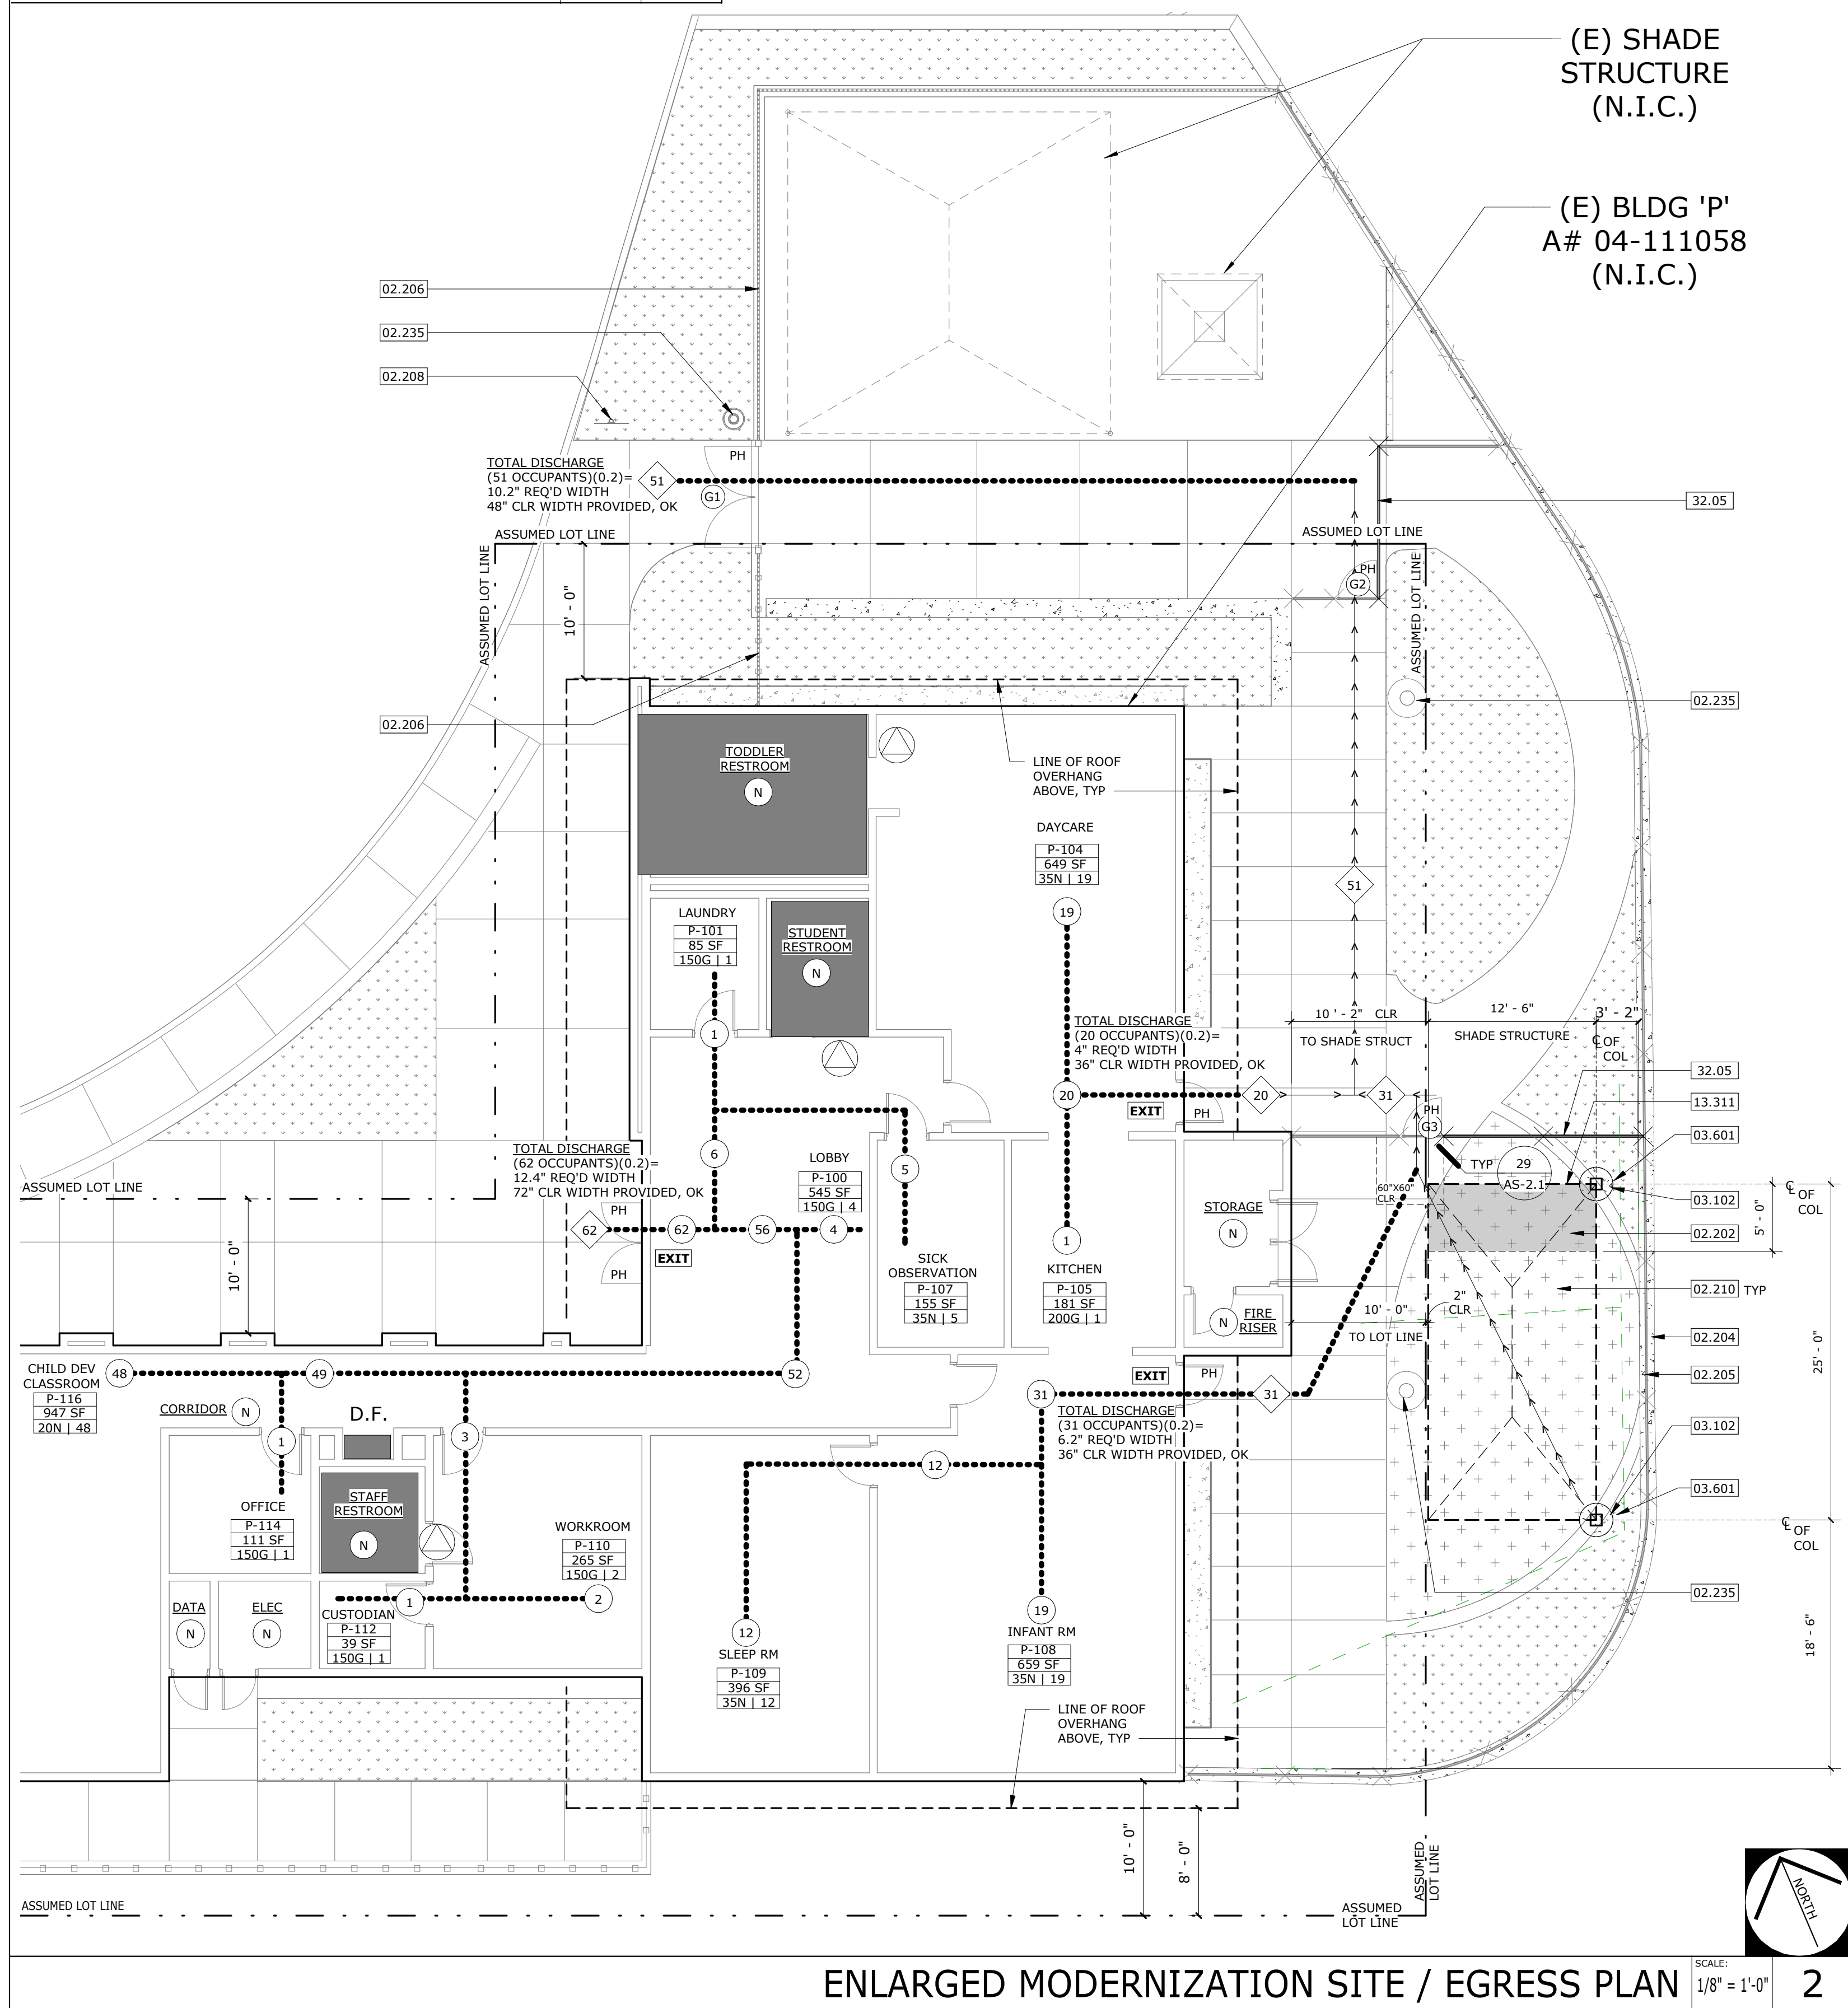 (E) SHADE
STRUCTURE
(N.I.C.)
(E) BLDG 'P'
A# 04-111058
(N.I.C.)
02.206
02.235
02.208
PH
TOTAL DISCHARGE
(51 OCCUPANTS)(0.2)=
10.2" REQ'D WIDTH
48" CLR WIDTH PROVIDED, OK
51
G1
32.05
ASSUMED LOT LINE
ASSUMED LOT LINE
ASSUMED LOT LINE
ASSUMED LOT LINE
10' - 0"
PH
G2
02.235
02.206
TODDLER
RESTROOM
N
LINE OF ROOF
OVERHANG
ABOVE, TYP
DAYCARE
P-104
649 SF
35N | 19
19
51
LAUNDRY
P-101
85 SF
150G | 1
STUDENT
RESTROOM
N
1
TOTAL DISCHARGE
(20 OCCUPANTS)(0.2)=
4" REQ'D WIDTH
36" CLR WIDTH PROVIDED, OK
10 ' - 2" CLR
TO SHADE STRUCT
12' - 6"
SHADE STRUCTURE
3' - 2"
℄ OF
COL
32.05
13.311
03.601
20
EXIT
PH
20
31
PH
G3
TYP
29
AS-2.1
60"X60"
CLR
TOTAL DISCHARGE
(62 OCCUPANTS)(0.2)=
12.4" REQ'D WIDTH
72" CLR WIDTH PROVIDED, OK
6
LOBBY
P-100
545 SF
150G | 4
5
ASSUMED LOT LINE
PH
62
62
56
4
EXIT
PH
10' - 0"
STORAGE
N
03.102
℄ OF
COL
5' - 0"
02.202
SICK
OBSERVATION
P-107
155 SF
35N | 5
1
KITCHEN
P-105
181 SF
200G | 1
N
FIRE
RISER
10' - 0"
TO LOT LINE
2"
CLR
02.210 TYP
02.204
25' - 0"
02.205
CHILD DEV
CLASSROOM
P-116
947 SF
20N | 48
48
49
52
EXIT
PH
31
31
CORRIDOR
N
D.F.
1
3
TOTAL DISCHARGE
(31 OCCUPANTS)(0.2)=
6.2" REQ'D WIDTH
36" CLR WIDTH PROVIDED, OK
12
03.102
03.601
℄ OF
COL
OFFICE
P-114
111 SF
150G | 1
STAFF
RESTROOM
N
WORKROOM
P-110
265 SF
150G | 2
02.235
DATA
N
ELEC
N
CUSTODIAN
P-112
39 SF
150G | 1
1
2
12
SLEEP RM
P-109
396 SF
35N | 12
19
INFANT RM
P-108
659 SF
35N | 19
18' - 6"
LINE OF ROOF
OVERHANG
ABOVE, TYP
10' - 0"
8' - 0"
ASSUMED
LOT LINE
ASSUMED LOT LINE
ASSUMED
LOT LINE
NORTH
ENLARGED MODERNIZATION SITE / EGRESS PLAN
SCALE:
1/8" = 1'-0"
2